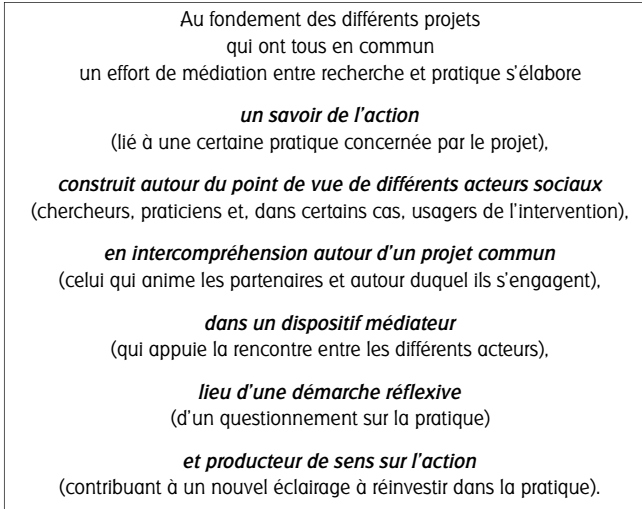 Au fondement des différents projets
qui ont tous en commun
un effort de médiation entre recherche et pratique s'élabore
un savoir de l'action
(lié à une certaine pratique concernée par le projet),
construit autour du point de vue de différents acteurs sociaux
(chercheurs, praticiens et, dans certains cas, usagers de l'intervention),
en intercompréhension autour d'un projet commun
(celui qui anime les partenaires et autour duquel ils s'engagent),
dans un dispositif médiateur
(qui appuie la rencontre entre les différents acteurs),
lieu d'une démarche réflexive
(d'un questionnement sur la pratique)
et producteur de sens sur l'action
(contribuant à un nouvel éclairage à réinvestir dans la pratique).